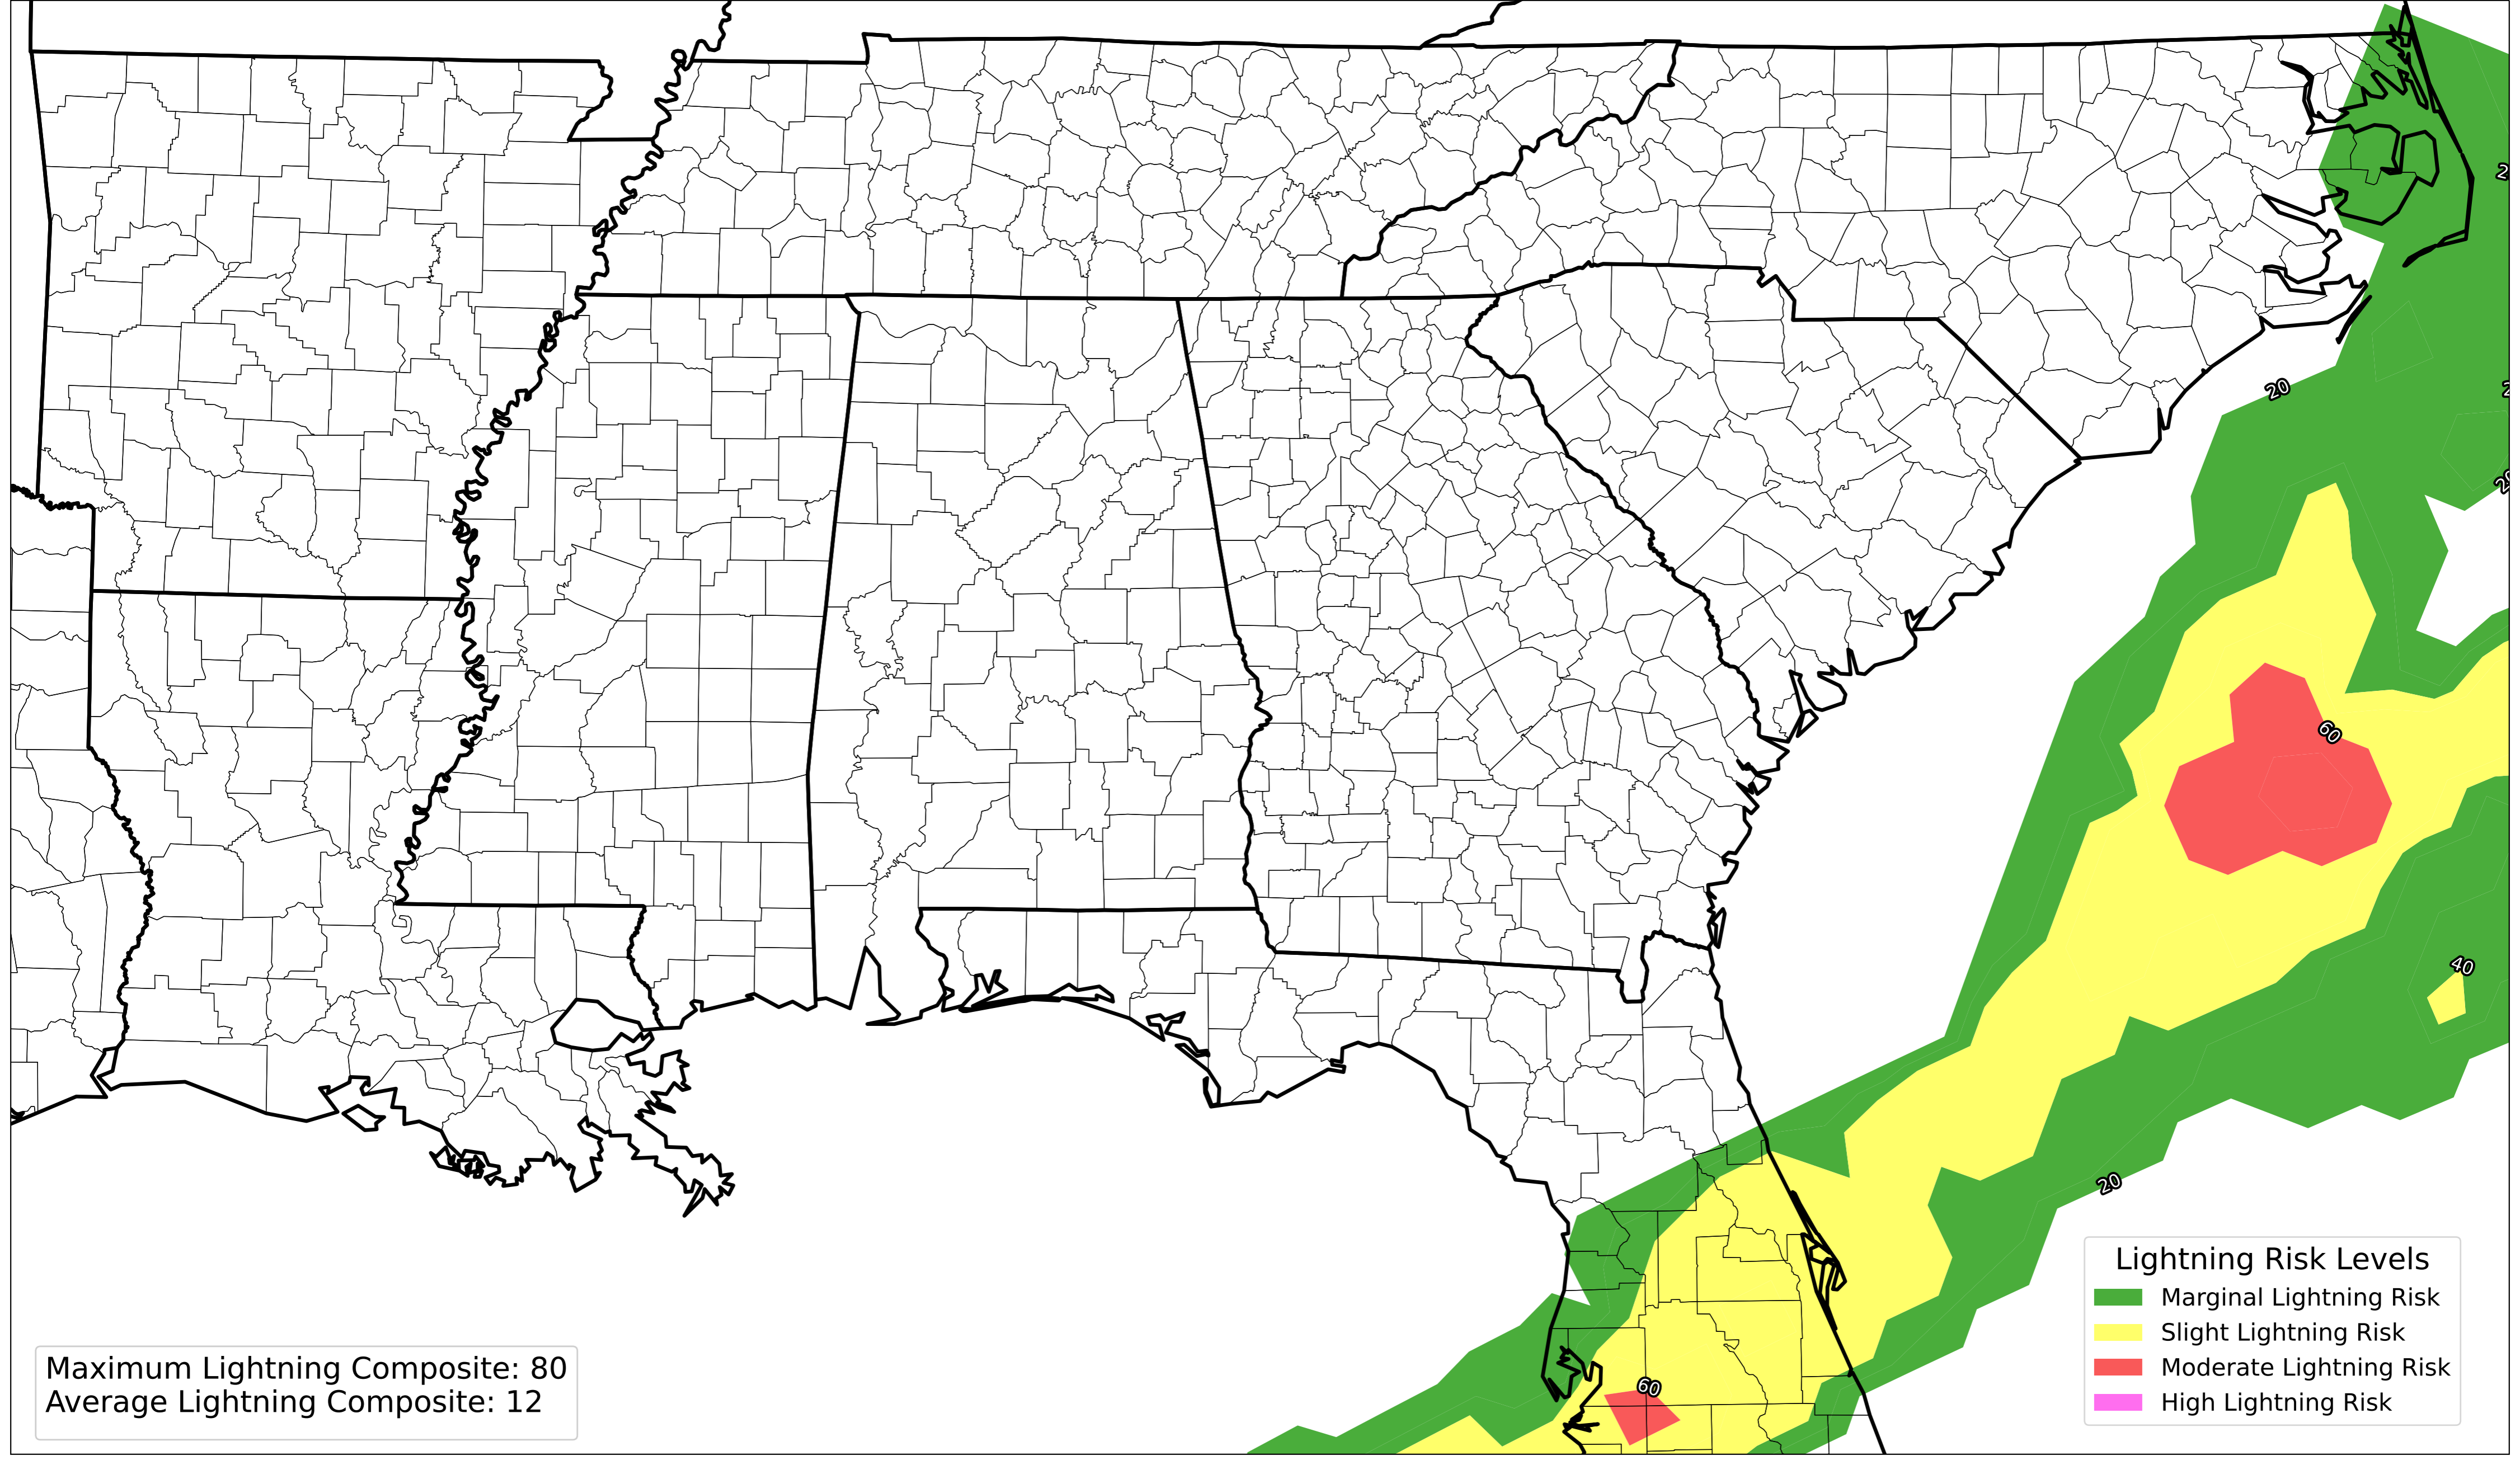 20
60
40
20
60
Lightning Risk Levels
Marginal Lightning Risk
Slight Lightning Risk
Moderate Lightning Risk
High Lightning Risk
Maximum Lightning Composite: 80
Average Lightning Composite: 12